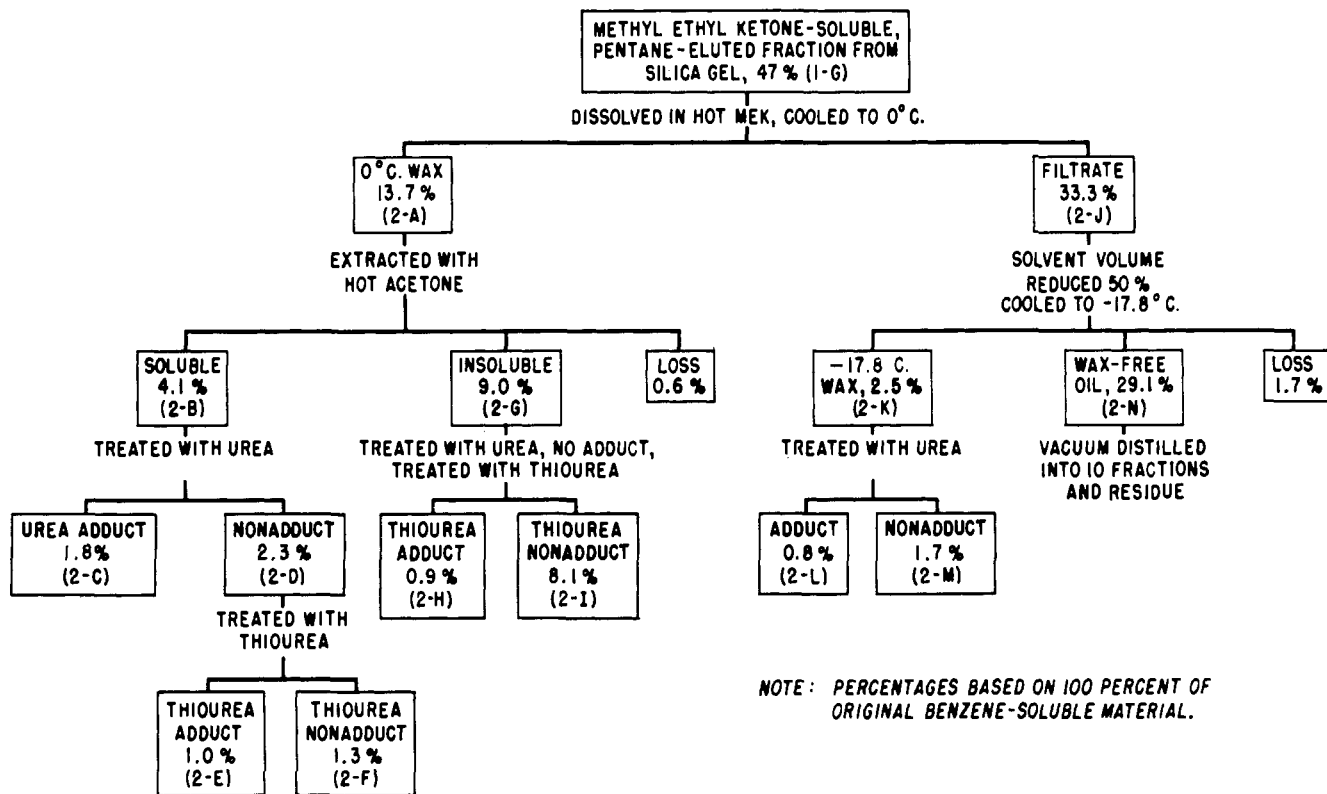 METHYL ETHYL KETONE-SOLUBLE,
PENTANE-ELUTED FRACTION FROM
SILICA GEL, 47 % (1-G)
DISSOLVED IN HOT MEK, COOLED TO 0°C.
0°C. WAX
13.7%
(2-A)
FILTRATE
33.3 %
(2-J)
EXTRACTED WITH
HOT ACETONE
SOLVENT VOLUME
REDUCED 50 %
COOLED TO -17.8°C.
SOLUBLE
4.1 %
(2-B)
INSOLUBLE
9.0 %
(2-G)
LOSS
0.6 %
-17.8 C.
WAX, 2.5%
(2-K)
WAX-FREE
OIL, 29.1%
(2-N)
LOSS
1.7 %
TREATED WITH UREA
TREATED WITH UREA, NO ADDUCT,
TREATED WITH THIOUREA
TREATED WITH UREA
VACUUM DISTILLED
INTO 10 FRACTIONS
AND RESIDUE
UREA ADDUCT
1.8%
(2-C)
NONADDUCT
2.3 %
(2-D)
THIOUREA
ADDUCT
0.9 %
(2-H)
THIOUREA
NONADDUCT
8.1 %
(2-I)
ADDUCT
0.8%
(2-L)
NONADDUCT
1.7 %
(2-M)
TREATED WITH
THIOUREA
THIOUREA
ADDUCT
1.0 %
(2-E)
THIOUREA
NONADDUCT
1.3 %
(2-F)
NOTE: PERCENTAGES BASED ON 100 PERCENT OF
ORIGINAL BENZENE-SOLUBLE MATERIAL.